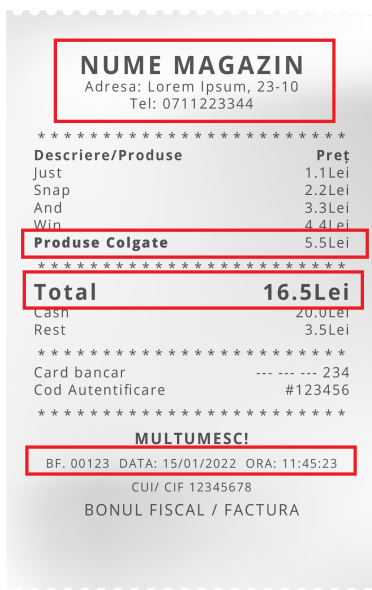 NUME MAGAZIN
Adresa: Lorem Ipsum, 23-10
Tel: 0711223344
* * * * * * * * * * * * * * * * * * * * * * * *
Descriere/Produse Preț
Just 1.1Lei
Snap 2.2Lei
And 3.3Lei
Win 4.4Lei
Produse Colgate 5.5Lei
* * * * * * * * * * * * * * * * * * * * * * * *
Total 16.5Lei
Cash 20.0Lei
Rest 3.5Lei
* * * * * * * * * * * * * * * * * * * * * * * *
Card bancar --- --- --- 234
Cod Autentificare #123456
* * * * * * * * * * * * * * * * * * * * * * * *
MULTUMESC!
BF. 00123 DATA: 15/01/2022 ORA: 11:45:23
CUI/ CIF 12345678
BONUL FISCAL / FACTURA